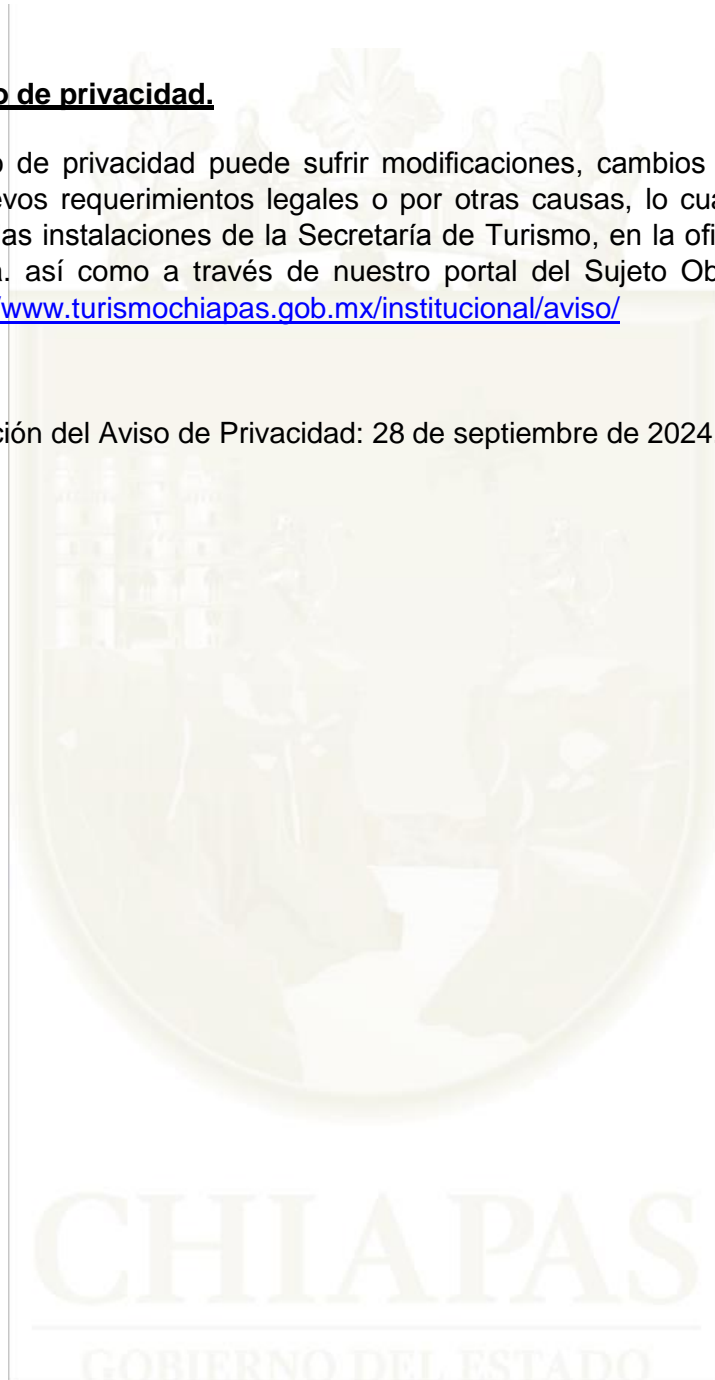 o de privacidad.
o de privacidad puede sufrir modificaciones, cambios
evos requerimientos legales o por otras causas, lo cua
as instalaciones de la Secretaría de Turismo, en la ofi
a. así como a través de nuestro portal del Sujeto Ob
/www.turismochiapas.gob.mx/institucional/aviso/
ción del Aviso de Privacidad: 28 de septiembre de 2024
CHIAPAS
GOBIERNO DEL ESTADO